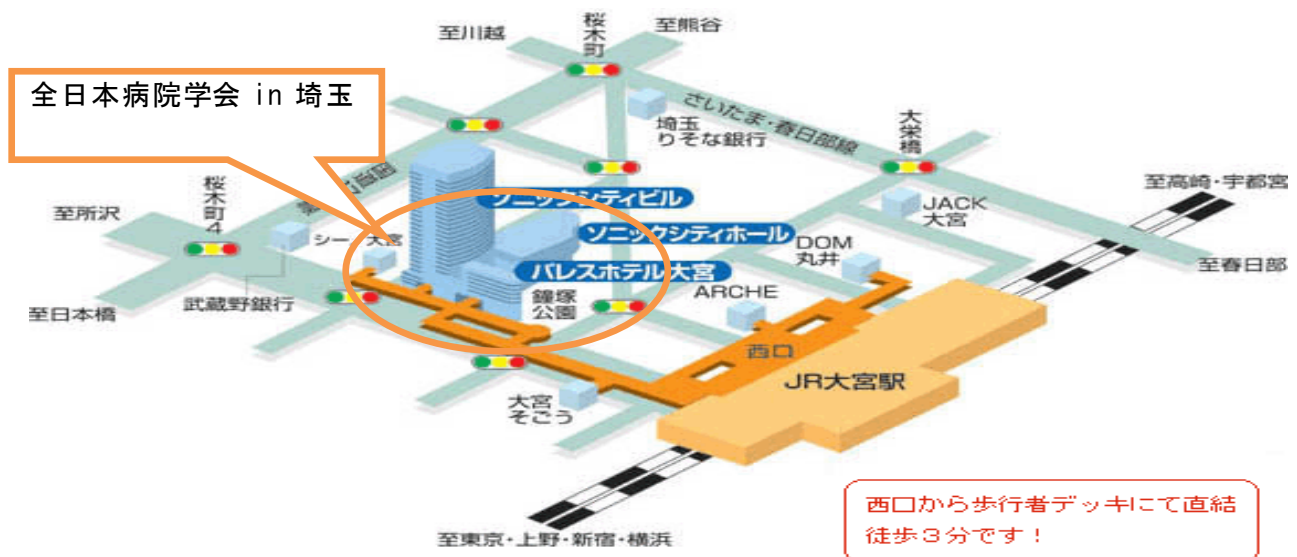 至川越
桜木町
至熊谷
全日本病院学会 in 埼玉
さいたま・春日部線
埼玉
りそな銀行
大栄橋
至高崎・宇都宮
桜木町4
至所沢
ソニックシティビル
JACK
大宮
シー
大宮
ソニックシティホール
DOM
丸井
至春日部
パレスホテル大宮
武蔵野銀行
鐘塚
公園
ARCHE
至日本橋
西口
JR大宮駅
大宮
そごう
西口から歩行者デッキにて直結
徒歩3分です!
至東京・上野・新宿・横浜